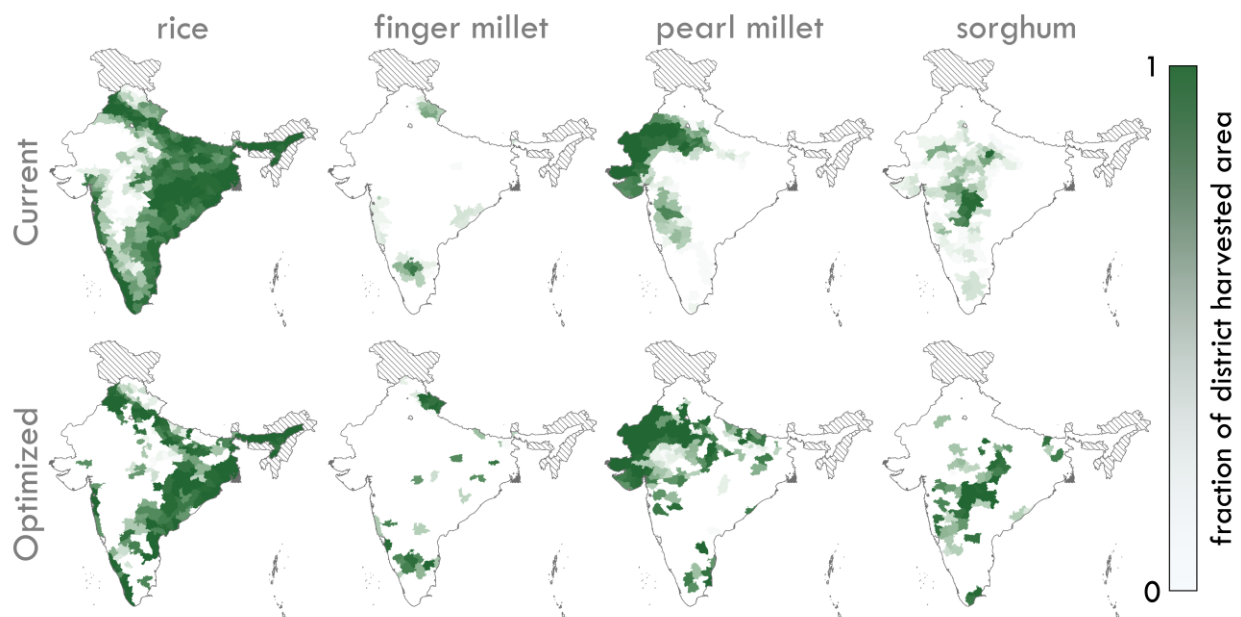 rice
finger millet
pearl millet
sorghum
Current
Optimized
1
0
fraction of district harvested area